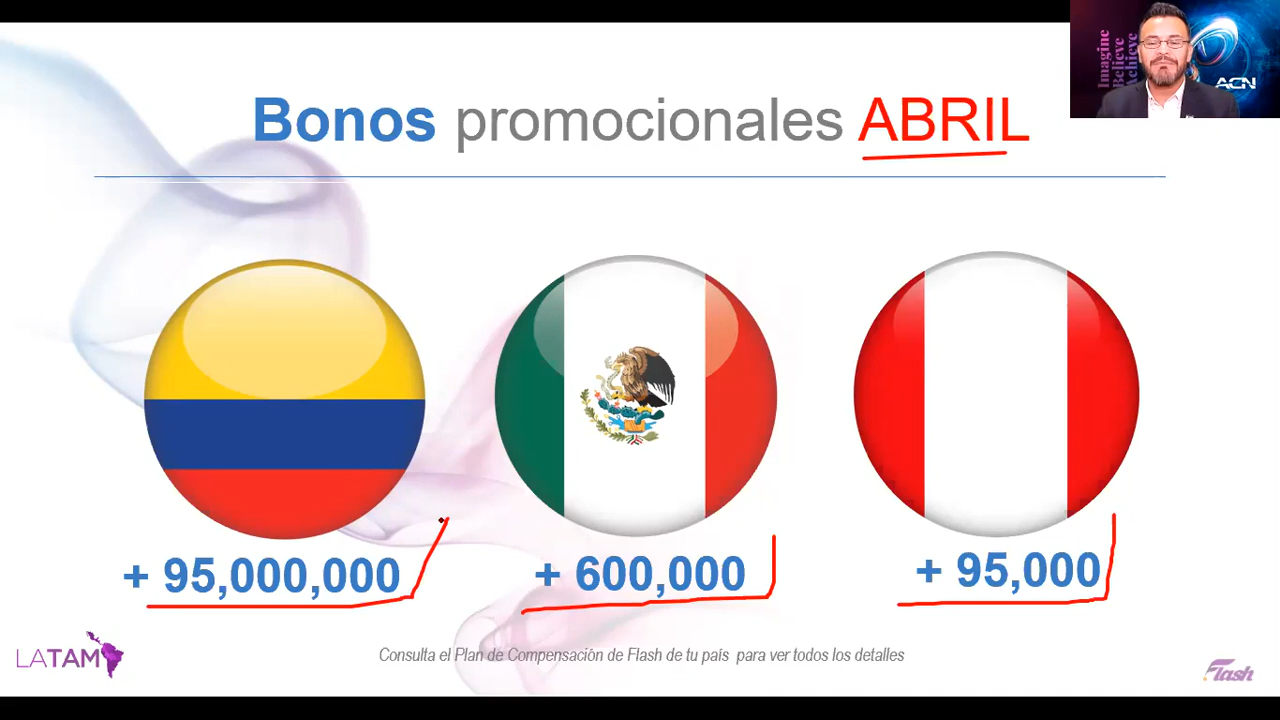 Bonos promocionales ABRIL
Imagine
Believe
Achieve
ACN
+ 95,000,000
+ 600,000
+ 95,000
LATAM
Consulta el Plan de Compensación de Flash de tu país para ver todos los detalles
Flash